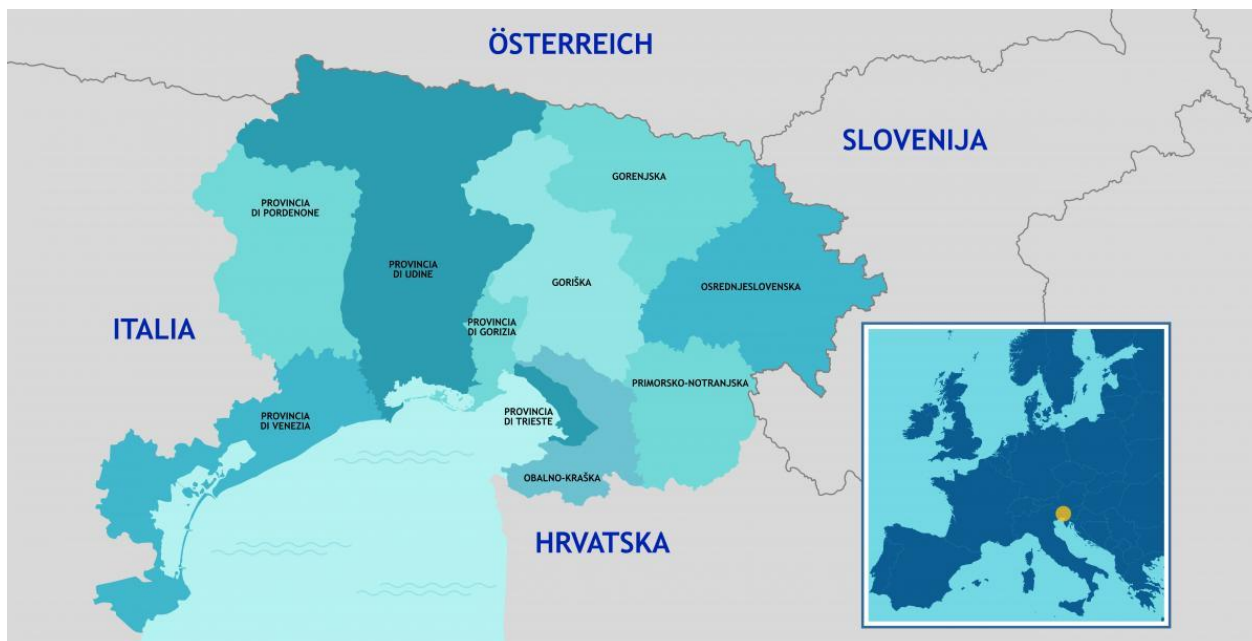 ÖSTERREICH
SLOVENIJA
GORENJSKA
PROVINCIA
DI PORDENONE
PROVINCIA
DI UDINE
GORIŠKA
OSREDNJESLOVENSKA
ITALIA
PROVINCIA
DI GORIZIA
PRIMORSKO-NOTRANJSKA
PROVINCIA
DI VENEZIA
PROVINCIA
DI TRIESTE
OBALNO-KRAŠKA
HRVATSKA